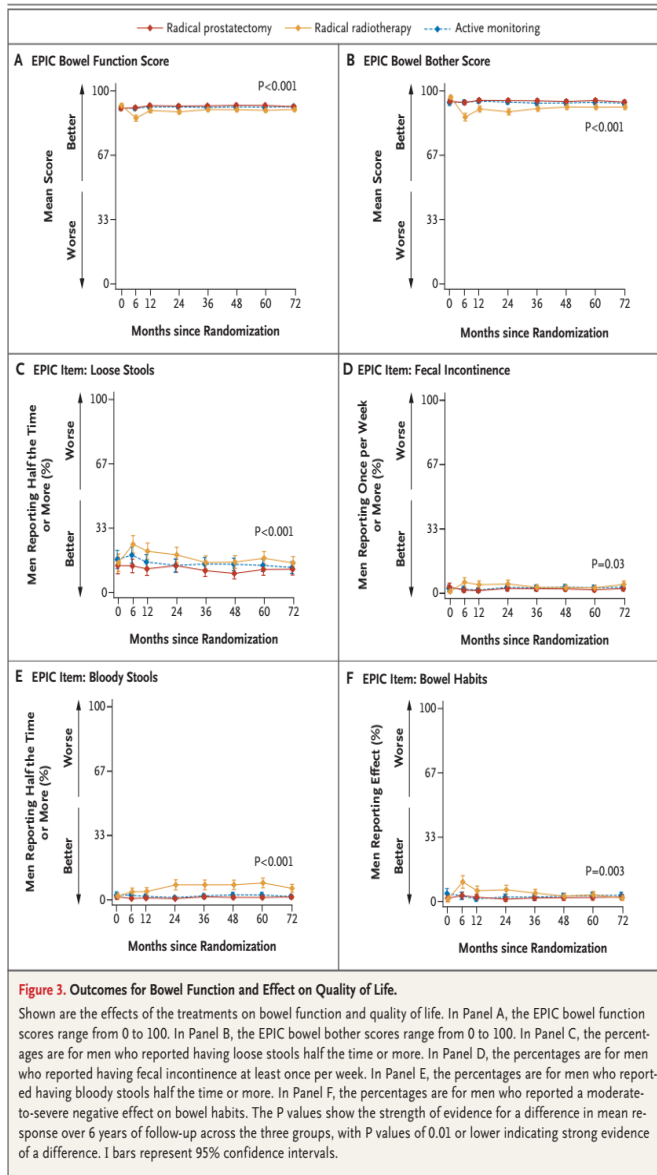 Radical prostatectomy Radical radiotherapy Active monitoring
A EPIC Bowel Function Score
Mean Score
Better
Worse
100
67
33
0
P<0.001
0 6 12 24 36 48 60 72
Months since Randomization
B EPIC Bowel Bother Score
Mean Score
Better
Worse
100
67
33
0
P<0.001
0 6 12 24 36 48 60 72
Months since Randomization
C EPIC Item: Loose Stools
Men Reporting Half the Time
or More (%)
Worse
Better
100
67
33
0
P<0.001
0 6 12 24 36 48 60 72
Months since Randomization
D EPIC Item: Fecal Incontinence
Men Reporting Once per Week
or More (%)
Worse
Better
100
67
33
0
P=0.03
0 6 12 24 36 48 60 72
Months since Randomization
E EPIC Item: Bloody Stools
Men Reporting Half the Time
or More (%)
Worse
Better
100
67
33
0
P<0.001
0 6 12 24 36 48 60 72
Months since Randomization
F EPIC Item: Bowel Habits
Men Reporting Effect (%)
Worse
Better
100
67
33
0
P=0.003
0 6 12 24 36 48 60 72
Months since Randomization
Figure 3. Outcomes for Bowel Function and Effect on Quality of Life.
Shown are the effects of the treatments on bowel function and quality of life. In Panel A, the EPIC bowel function
scores range from 0 to 100. In Panel B, the EPIC bowel bother scores range from 0 to 100. In Panel C, the percent-
ages are for men who reported having loose stools half the time or more. In Panel D, the percentages are for men
who reported having fecal incontinence at least once per week. In Panel E, the percentages are for men who report-
ed having bloody stools half the time or more. In Panel F, the percentages are for men who reported a moderate-
to-severe negative effect on bowel habits. The P values show the strength of evidence for a difference in mean re-
sponse over 6 years of follow-up across the three groups, with P values of 0.01 or lower indicating strong evidence
of a difference. I bars represent 95% confidence intervals.